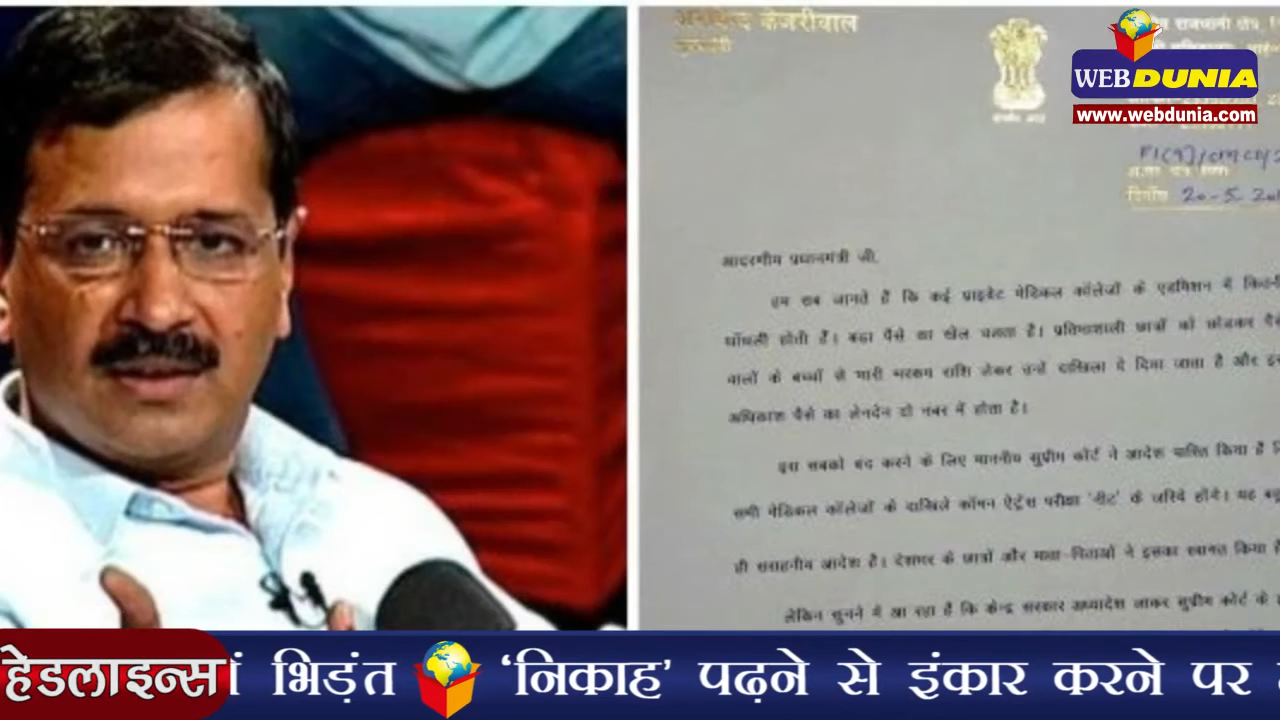 केजरीवाल
WEBDUNIA
www.webdunia.com
दिनाँक 20-5-20
आदरणीय प्रधानमंत्री जी,
हम सब जानते हैं कि कई प्राइवेट मेडिकल कॉलेजों के एडमिशन में कितनी
धाँधली होती हैं। बड़ा पैसे का खेल चलता है। प्रतिभाशाली छात्रों को छोड़कर पैसे
वालों के बच्चों से भारी भरकम राशि लेकर उन्हें दाखिला दे दिया जाता है और इस
अधिकांश पैसे का लेनदेन दो नंबर में होता है।
इस सबको बंद करने के लिए माननीय सुप्रीम कोर्ट ने आदेश पारित किया है
सभी मेडिकल कॉलेजों के दाखिले कॉमन ऐंट्रेंस परीक्षा 'नीट' के जरिये होंगे। यह
ही सराहनीय आदेश है। देशभर के छात्रों और माता-पिताओं ने इसका स्वागत किया
लेकिन सुनने में आ रहा है कि केन्द्र सरकार अध्यादेश लाकर सुप्रीम कोर्ट के
हेडलाइन्स भिड़ंत 'निकाह' पढ़ने से इंकार करने पर